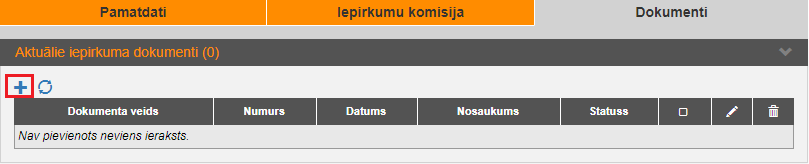 Pamatdati Iepirkumu komisija Dokumenti
Aktuālie iepirkuma dokumenti (0)
Dokumenta veids Numurs Datums Nosaukums Statuss
Nav pievienots neviens ieraksts.